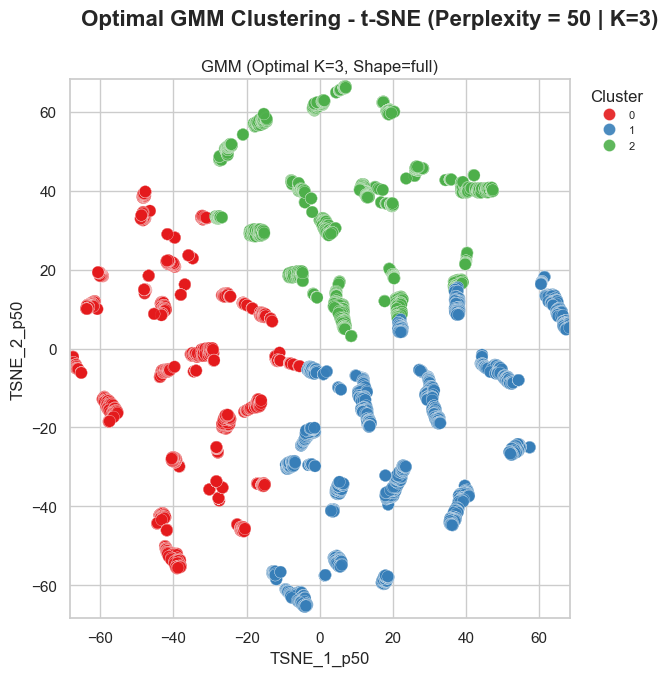 Optimal GMM Clustering - t-SNE (Perplexity = 50 | K=3)
GMM (Optimal K=3, Shape=full)
Cluster
0
1
2
60
40
20
0
−20
−40
−60
TSNE_2_p50
−60 −40 −20 0 20 40 60
TSNE_1_p50